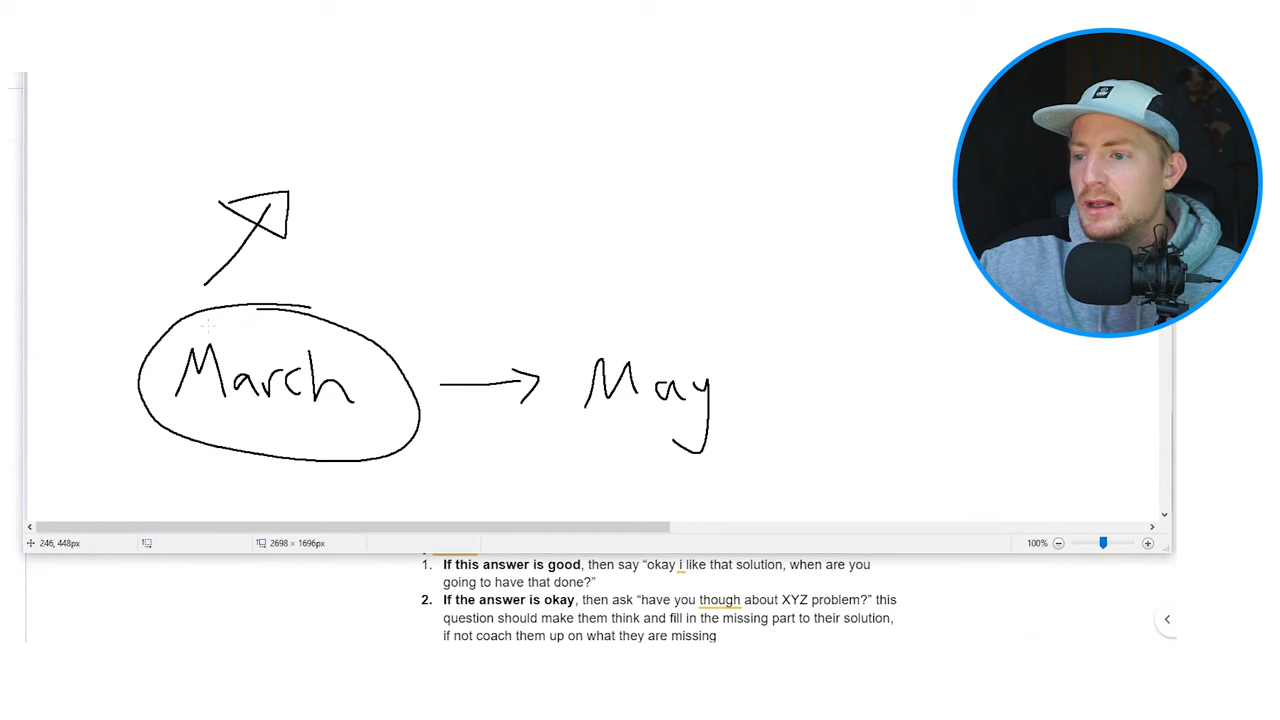 March → May
246, 448px
2698 × 1696px
100%
1. If this answer is good, then say “okay i like that solution, when are you
going to have that done?”
2. If the answer is okay, then ask “have you though about XYZ problem?” this
question should make them think and fill in the missing part to their solution,
if not coach them up on what they are missing